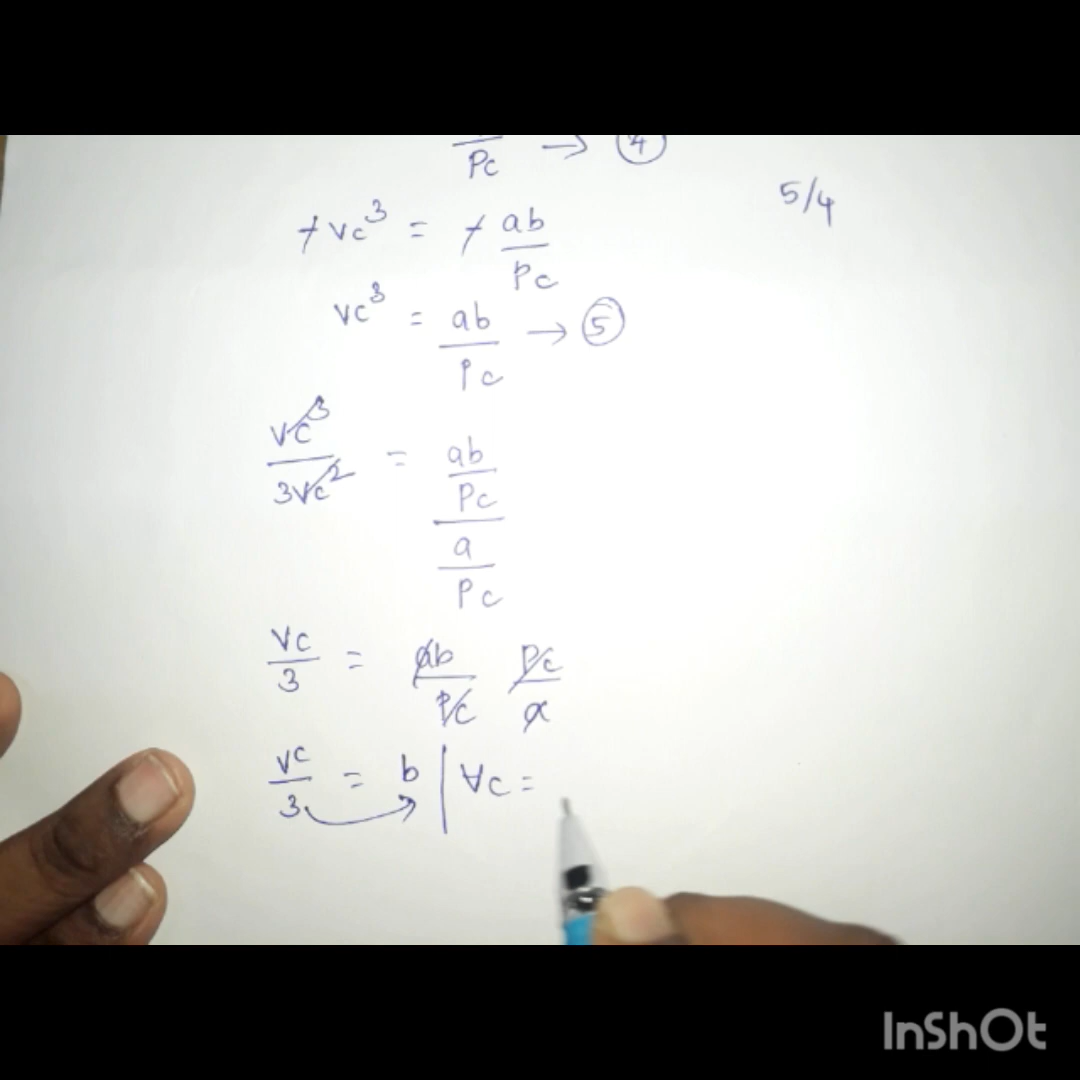 Pc → 4
5/4
- Vc³ = - ab/Pc
Vc³ = ab/Pc → 5
Vc³/3Vc² = ab/Pc / a/Pc
Vc/3 = ab/Pc Pc/a
Vc/3 = b | Vc =
InShOt